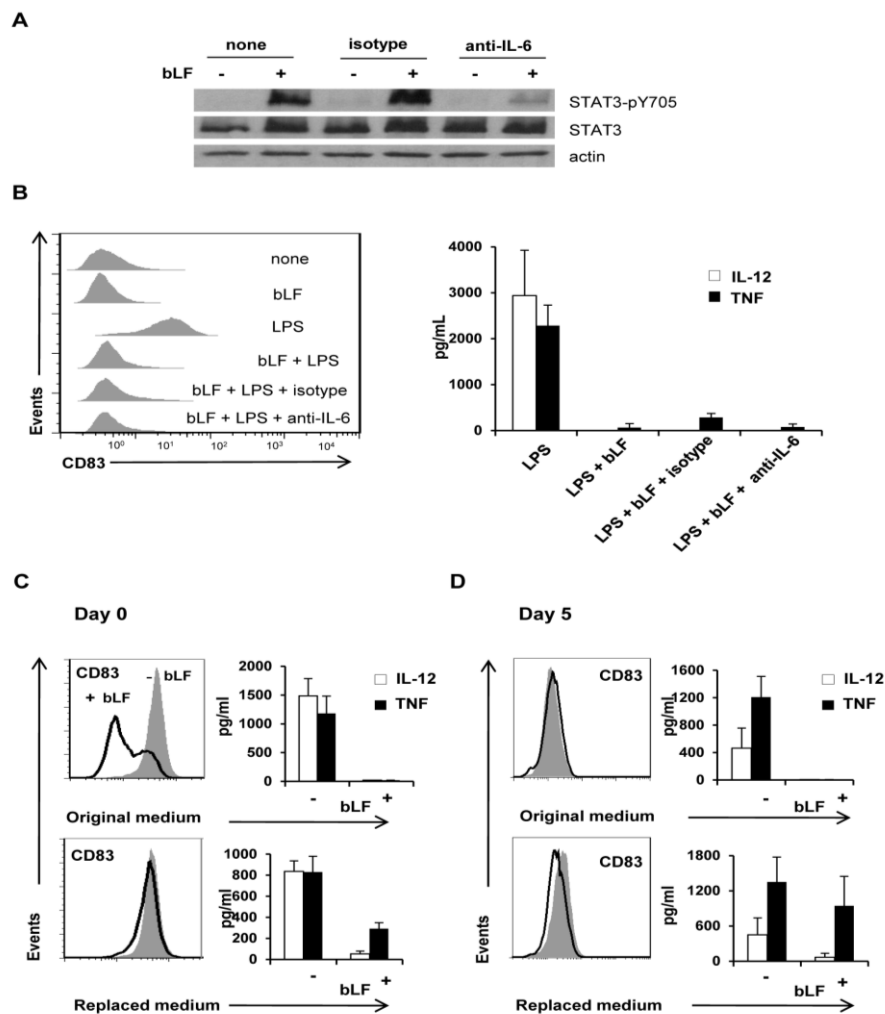 A
none isotype anti-IL-6
bLF - + - + - +
STAT3-pY705
STAT3
actin
B
none
bLF
LPS
bLF + LPS
bLF + LPS + isotype
bLF + LPS + anti-IL-6
Events
10⁰ 10¹ 10² 10³ 10⁴
CD83
4000
3000
2000
1000
0
pg/mL
IL-12
TNF
LPS
LPS + bLF
LPS + bLF + isotype
LPS + bLF + anti-IL-6
C
Day 0
CD83 - bLF
+ bLF
2000
1500
1000
500
0
pg/ml
IL-12
TNF
- bLF +
Original medium
CD83
1000
800
600
400
200
0
pg/ml
- bLF +
Events
Replaced medium
D
Day 5
CD83
1600
1200
800
400
0
pg/ml
IL-12
TNF
- bLF +
Original medium
CD83
1800
1200
600
0
pg/ml
- bLF +
Events
Replaced medium